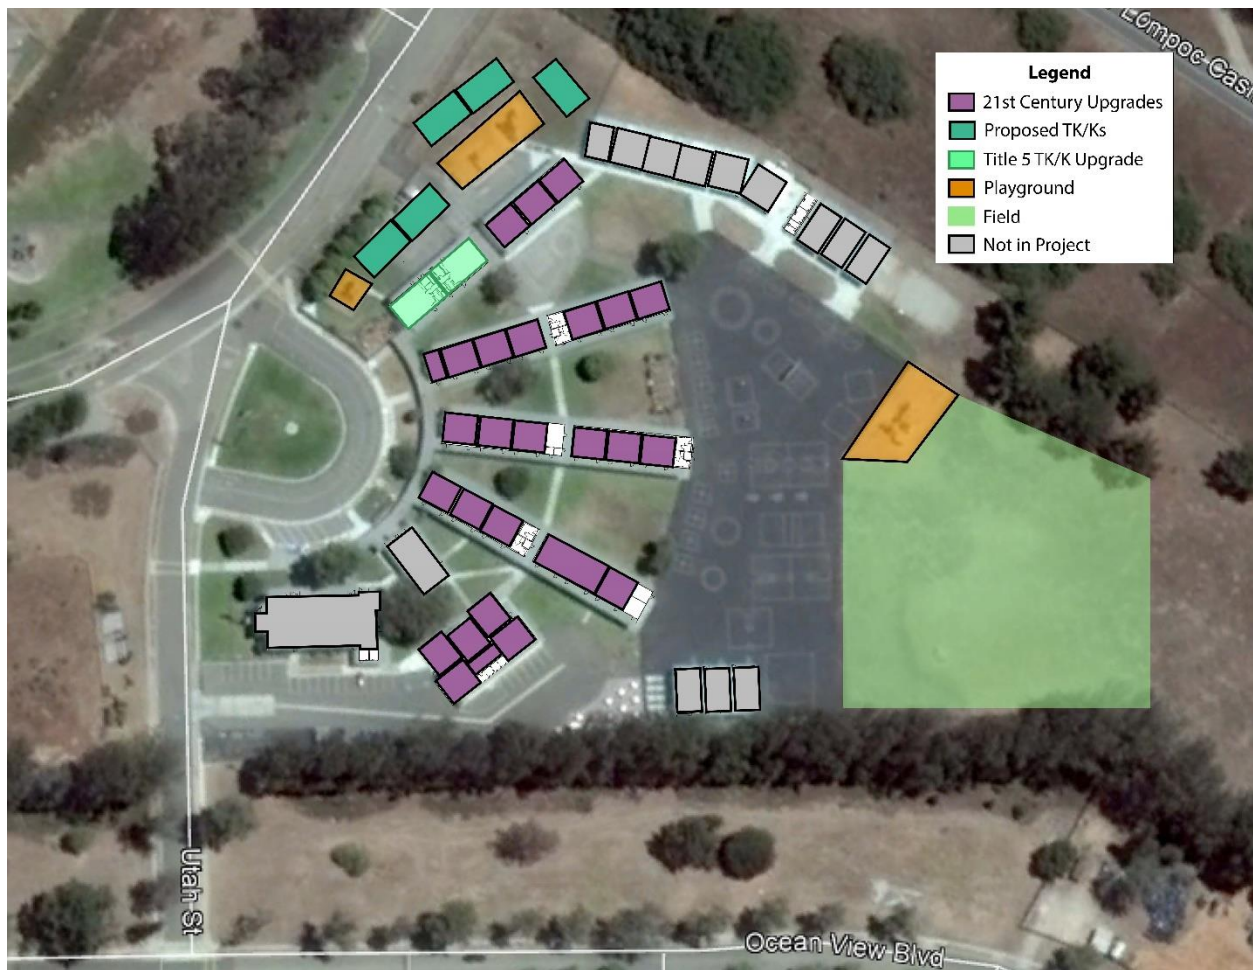 Lompoc Casi
Legend
21st Century Upgrades
Proposed TK/Ks
Title 5 TK/K Upgrade
Playground
Field
Not in Project
Utah St
Ocean View Blvd